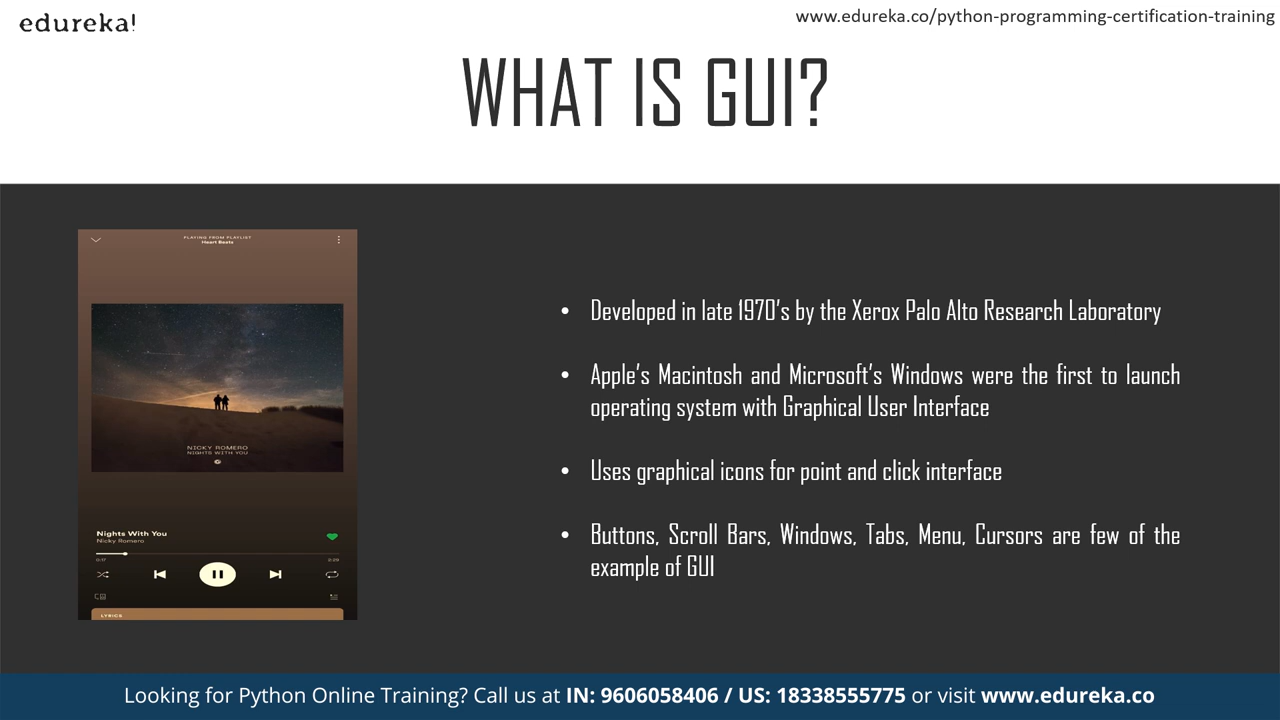 edureka!
www.edureka.co/python-programming-certification-training
WHAT IS GUI?
PLAYING FROM PLAYLIST
Heart Beats
NICKY ROMERO
NIGHTS WITH YOU
Nights With You
Nicky Romero
0:17
3:29
LYRICS
• Developed in late 1970's by the Xerox Palo Alto Research Laboratory
• Apple's Macintosh and Microsoft's Windows were the first to launch
operating system with Graphical User Interface
• Uses graphical icons for point and click interface
• Buttons, Scroll Bars, Windows, Tabs, Menu, Cursors are few of the
example of GUI
Looking for Python Online Training? Call us at IN: 9606058406 / US: 18338555775 or visit www.edureka.co